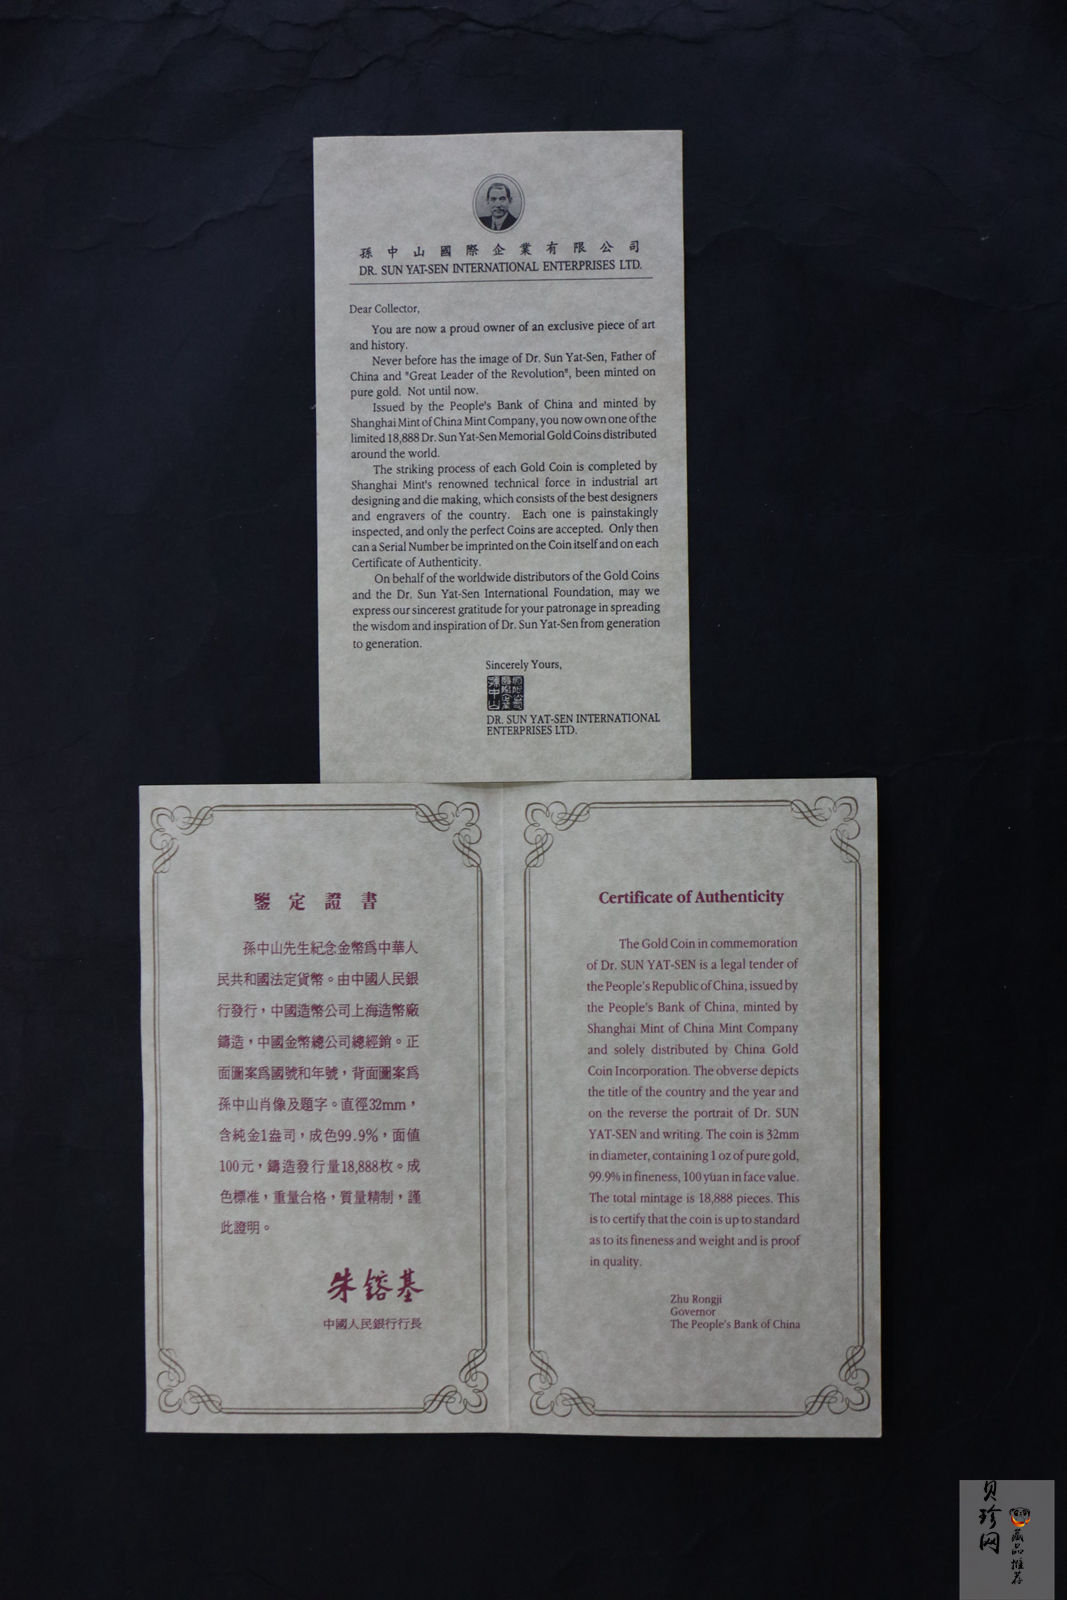 孫中山國際企業有限公司
DR. SUN YAT-SEN INTERNATIONAL ENTERPRISES LTD.
Dear Collector,
You are now a proud owner of an exclusive piece of art
and history.
Never before has the image of Dr. Sun Yat-Sen, Father of
China and "Great Leader of the Revolution", been minted on
pure gold. Not until now.
Issued by the People's Bank of China and minted by
Shanghai Mint of China Mint Company, you now own one of the
limited 18,888 Dr. Sun Yat-Sen Memorial Gold Coins distributed
around the world.
The striking process of each Gold Coin is completed by
Shanghai Mint's renowned technical force in industrial art
designing and die making, which consists of the best designers
and engravers of the country. Each one is painstakingly
inspected, and only the perfect Coins are accepted. Only then
can a Serial Number be imprinted on the Coin itself and on each
Certificate of Authenticity.
On behalf of the worldwide distributors of the Gold Coins
and the Dr. Sun Yat-Sen International Foundation, may we
express our sincerest gratitude for your patronage in spreading
the wisdom and inspiration of Dr. Sun Yat-Sen from generation
to generation.
Sincerely Yours,
DR. SUN YAT-SEN INTERNATIONAL
ENTERPRISES LTD.
鑒定證書
孫中山先生紀念金幣爲中華人
民共和國法定貨幣。由中國人民銀
行發行，中國造幣公司上海造幣廠
鑄造，中國金幣總公司總經銷。正
面圖案爲國號和年號，背面圖案爲
孫中山肖像及題字。直徑32mm，
含純金1盎司，成色99.9%，面値
100元，鑄造發行量18,888枚。成
色標准，重量合格，質量精制，謹
此證明。
朱鎔基
中國人民銀行行長
Certificate of Authenticity
The Gold Coin in commemoration
of Dr. SUN YAT-SEN is a legal tender of
the People's Republic of China, issued by
the People's Bank of China, minted by
Shanghai Mint of China Mint Company
and solely distributed by China Gold
Coin Incorporation. The obverse depicts
the title of the country and the year and
on the reverse the portrait of Dr. SUN
YAT-SEN and writing. The coin is 32mm
in diameter, containing 1 oz of pure gold,
99.9% in fineness, 100 yuan in face value.
The total mintage is 18,888 pieces. This
is to certify that the coin is up to standard
as to its fineness and weight and is proof
in quality.
Zhu Rongji
Governor
The People's Bank of China
贝珍网
藏品推荐